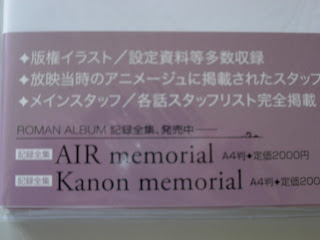 ◆版権イラスト／設定資料等多数収録
◆放映当時のアニメージュに掲載されたスタッフ
◆メインスタッフ／各話スタッフリスト完全掲載
ROMAN ALBUM 記録全集、発売中
記録全集 AIR memorial A4判◆定価2000円
記録全集 Kanon memorial A4判◆定価200